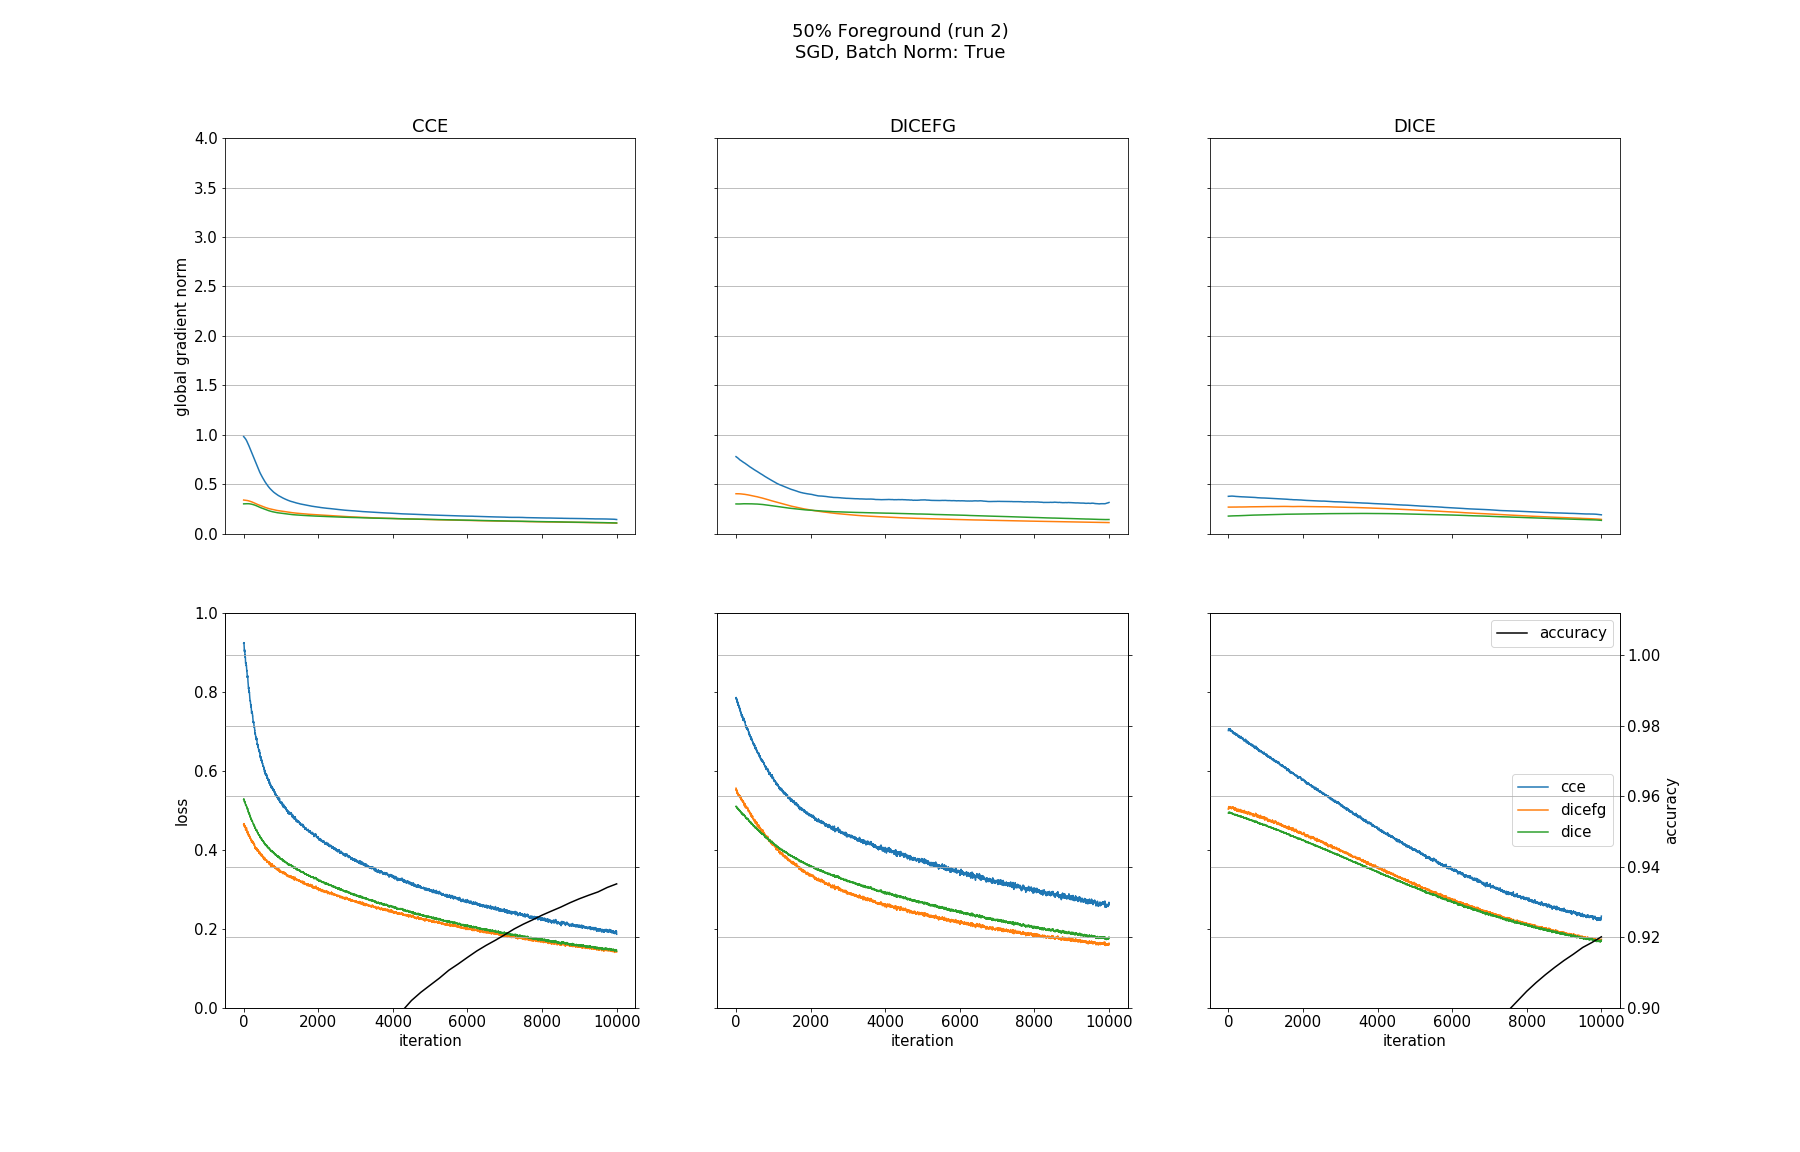 50% Foreground (run 2)
SGD, Batch Norm: True
CCE
DICEFG
DICE
4.0
3.5
3.0
2.5
2.0
1.5
1.0
0.5
0.0
global gradient norm
1.0
0.8
0.6
0.4
0.2
0.0
loss
0 2000 4000 6000 8000 10000
iteration
0 2000 4000 6000 8000 10000
iteration
accuracy
cce
dicefg
dice
1.00
0.98
0.96
0.94
0.92
0.90
accuracy
0 2000 4000 6000 8000 10000
iteration